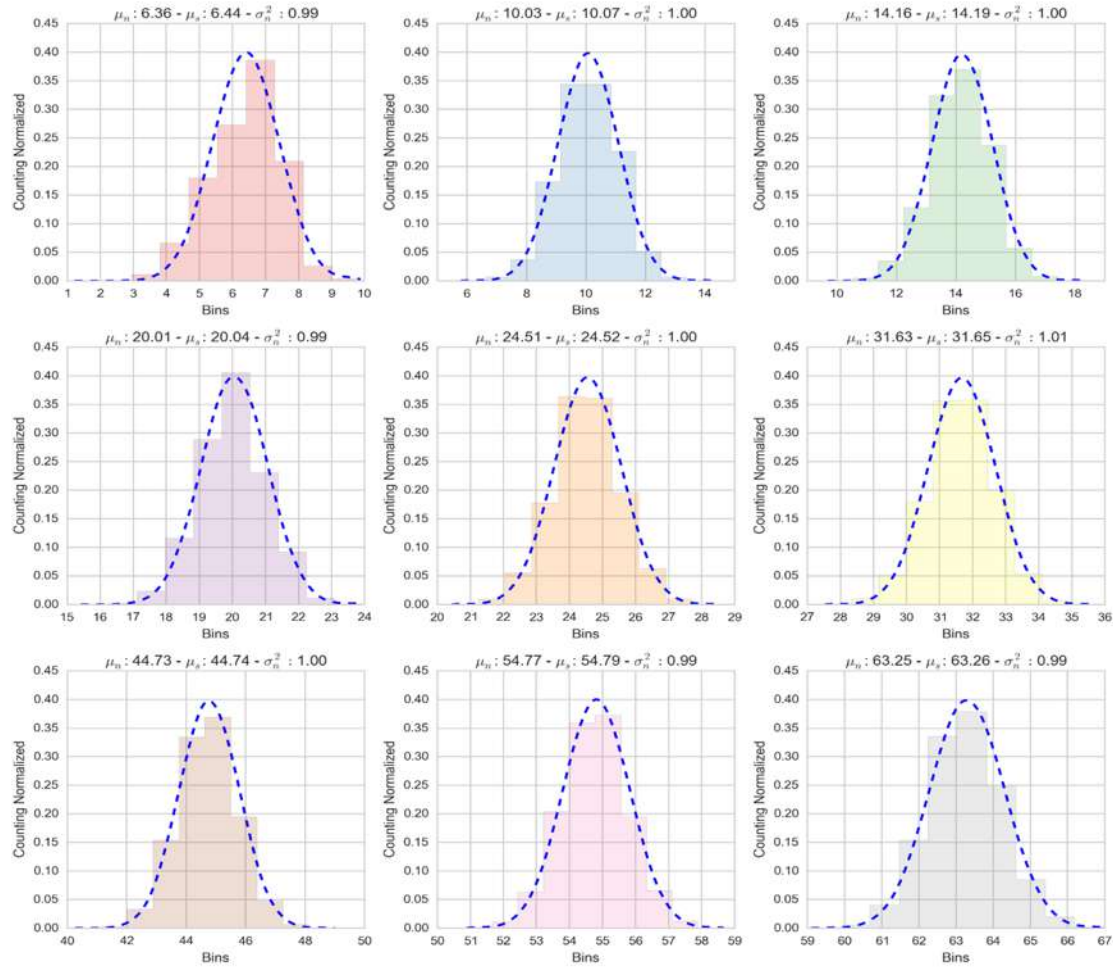 μn : 6.36 - μs : 6.44 - σn² : 0.99
μn : 10.03 - μs : 10.07 - σn² : 1.00
μn : 14.16 - μs : 14.19 - σn² : 1.00
0.45
0.40
0.35
0.30
0.25
0.20
0.15
0.10
0.05
0.00
Counting Normalized
1 2 3 4 5 6 7 8 9 10
Bins
0.45
0.40
0.35
0.30
0.25
0.20
0.15
0.10
0.05
0.00
Counting Normalized
6 8 10 12 14
Bins
0.45
0.40
0.35
0.30
0.25
0.20
0.15
0.10
0.05
0.00
Counting Normalized
10 12 14 16 18
Bins
μn : 20.01 - μs : 20.04 - σn² : 0.99
μn : 24.51 - μs : 24.52 - σn² : 1.00
μn : 31.63 - μs : 31.65 - σn² : 1.01
0.45
0.40
0.35
0.30
0.25
0.20
0.15
0.10
0.05
0.00
Counting Normalized
15 16 17 18 19 20 21 22 23 24
Bins
0.45
0.40
0.35
0.30
0.25
0.20
0.15
0.10
0.05
0.00
Counting Normalized
20 21 22 23 24 25 26 27 28 29
Bins
0.45
0.40
0.35
0.30
0.25
0.20
0.15
0.10
0.05
0.00
Counting Normalized
27 28 29 30 31 32 33 34 35 36
Bins
μn : 44.73 - μs : 44.74 - σn² : 1.00
μn : 54.77 - μs : 54.79 - σn² : 0.99
μn : 63.25 - μs : 63.26 - σn² : 0.99
0.45
0.40
0.35
0.30
0.25
0.20
0.15
0.10
0.05
0.00
Counting Normalized
40 42 44 46 48 50
Bins
0.45
0.40
0.35
0.30
0.25
0.20
0.15
0.10
0.05
0.00
Counting Normalized
50 51 52 53 54 55 56 57 58 59
Bins
0.45
0.40
0.35
0.30
0.25
0.20
0.15
0.10
0.05
0.00
Counting Normalized
59 60 61 62 63 64 65 66 67
Bins